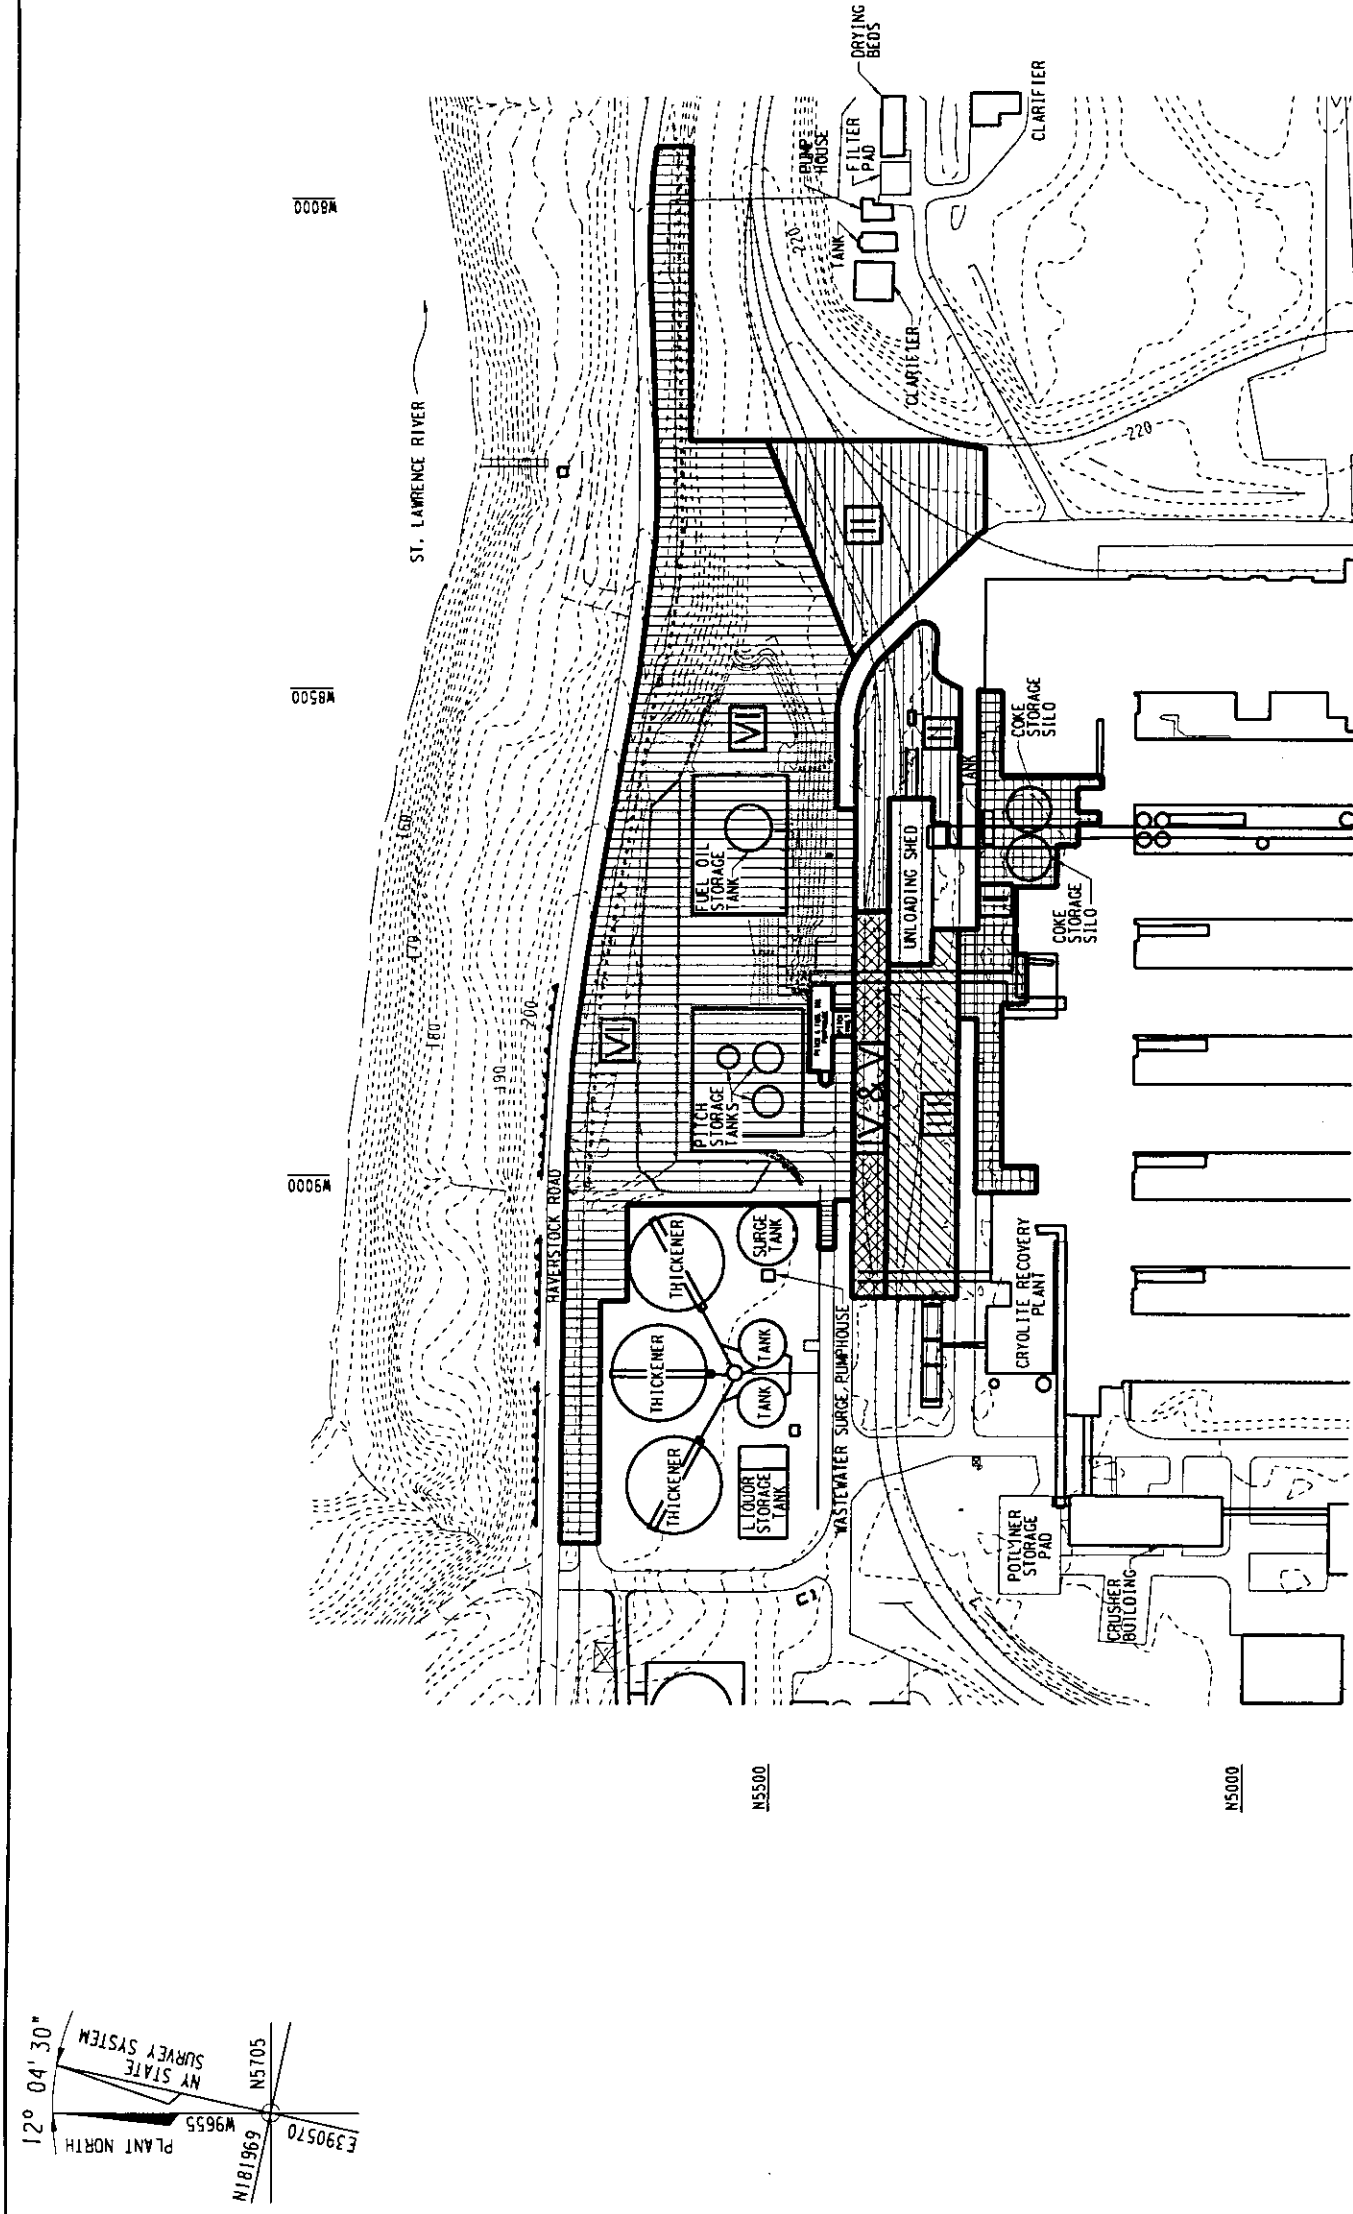 12° 04' 30"
PLANT NORTH
NY STATE
SURVEY SYSTEM
W9655
N5705
N181969
E390570
W8000
W8500
W9000
N5500
N5000
ST. LAWRENCE RIVER
160
170
180
190
200
HAVERSTOCK ROAD
DRYING
BEDS
CLARIFIER
PUMP
HOUSE
FILTER
PAD
TANK
CLARIFIER
220
220
II
VI
II
COKE
STORAGE
SILO
TANK
FUEL OIL
STORAGE
TANK
UNLOADING SHED
I
COKE
STORAGE
SILO
VI
PITCH
STORAGE
TANKS
IV & V
III
THICKENER
SURGE
TANK
THICKENER
TANK
TANK
THICKENER
LIQUOR
STORAGE
TANK
WASTEWATER SURGE PUMPHOUSE
CRYOLITE RECOVERY
PLANT
POTLINER
STORAGE
PAD
CRUSHER
BUILDING